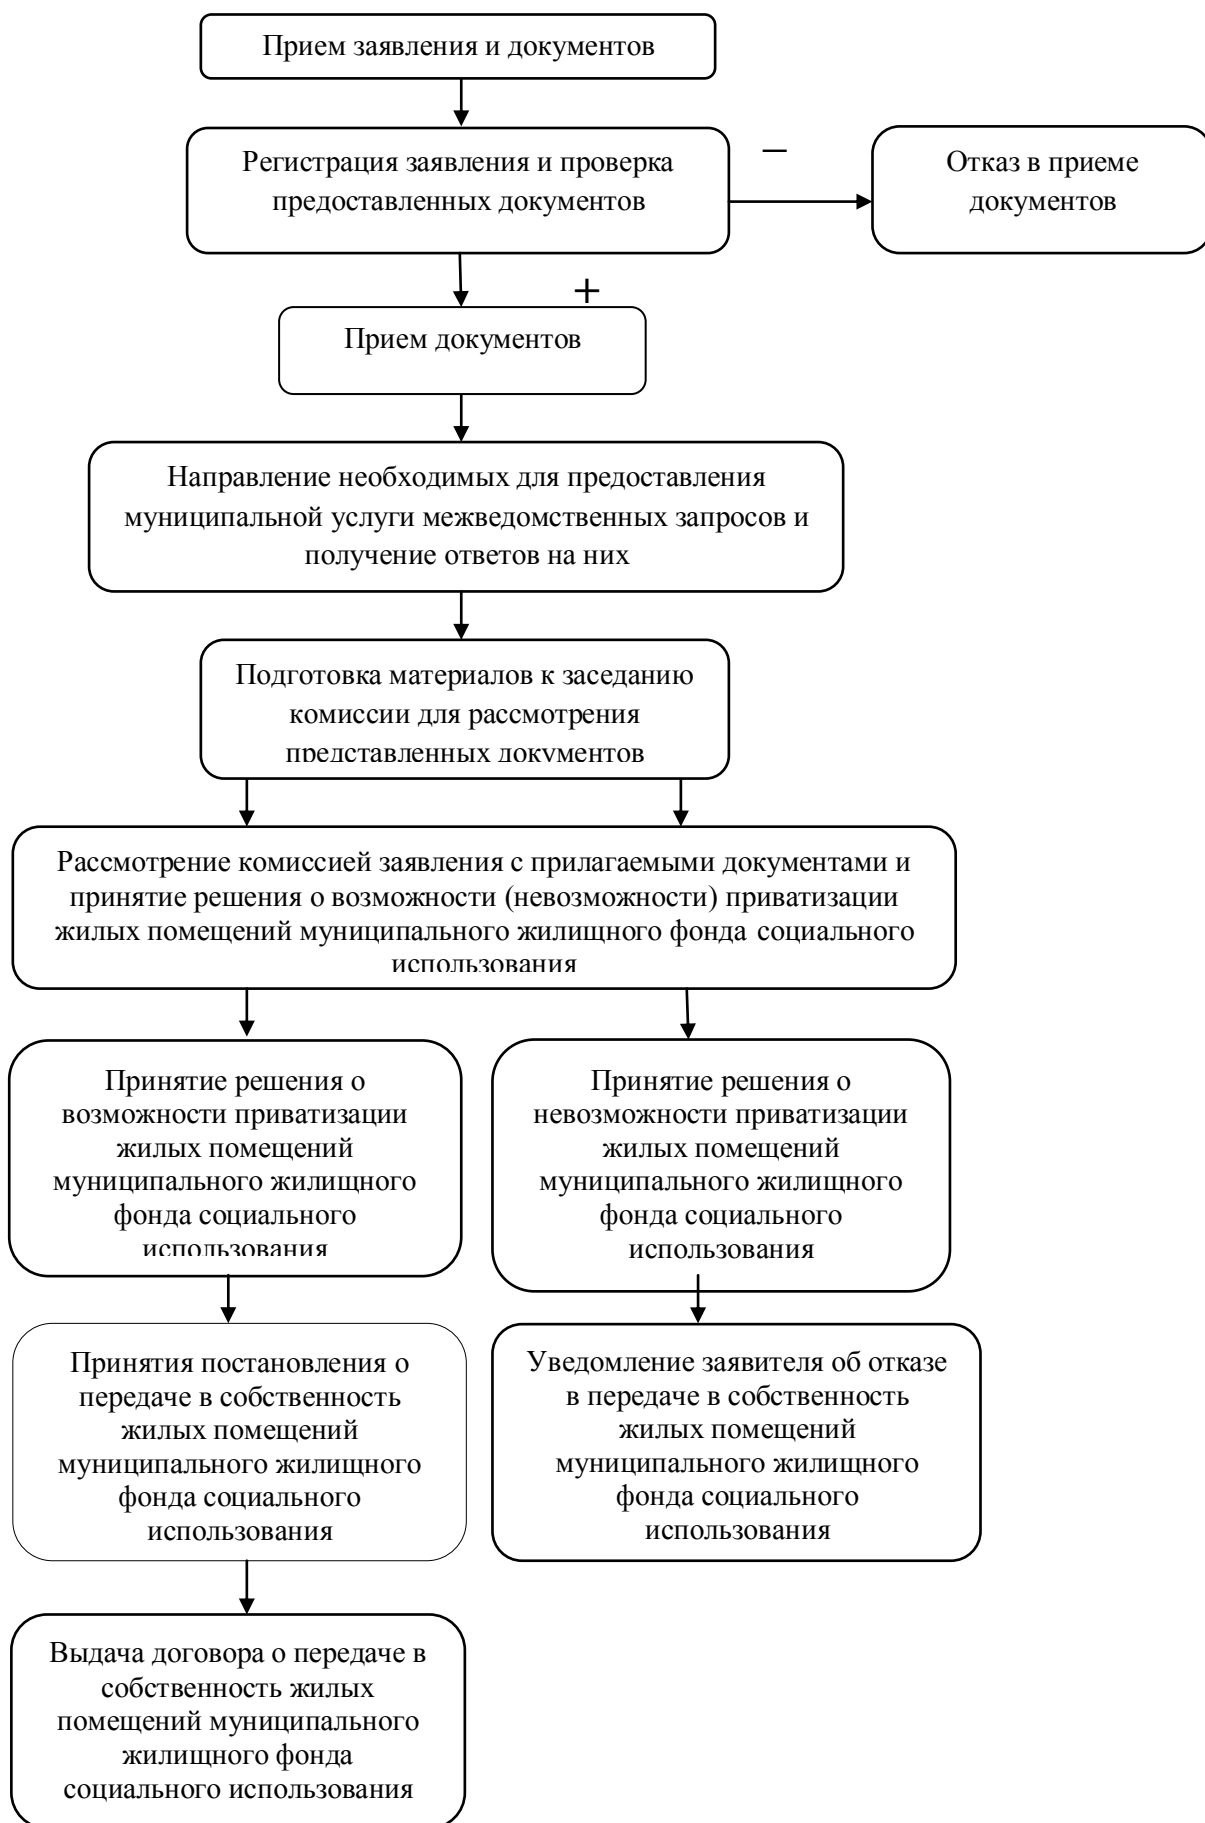 Прием заявления и документов
Регистрация заявления и проверка
предоставленных документов
–
Отказ в приеме
документов
+
Прием документов
Направление необходимых для предоставления
муниципальной услуги межведомственных запросов и
получение ответов на них
Подготовка материалов к заседанию
комиссии для рассмотрения
представленных документов
Рассмотрение комиссией заявления с прилагаемыми документами и
принятие решения о возможности (невозможности) приватизации
жилых помещений муниципального жилищного фонда социального
использования
Принятие решения о
возможности приватизации
жилых помещений
муниципального жилищного
фонда социального
использования
Принятие решения о
невозможности приватизации
жилых помещений
муниципального жилищного
фонда социального
использования
Принятия постановления о
передаче в собственность
жилых помещений
муниципального жилищного
фонда социального
использования
Уведомление заявителя об отказе
в передаче в собственность
жилых помещений
муниципального жилищного
фонда социального
использования
Выдача договора о передаче в
собственность жилых
помещений муниципального
жилищного фонда
социального использования